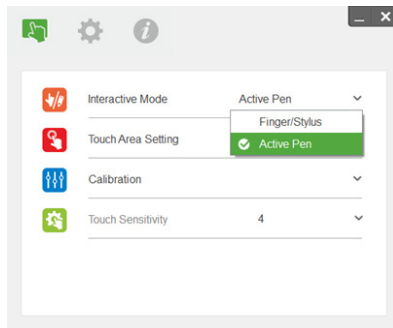 Interactive Mode Active Pen
Finger/Stylus
Touch Area Setting
Active Pen
Calibration
Touch Sensitivity 4